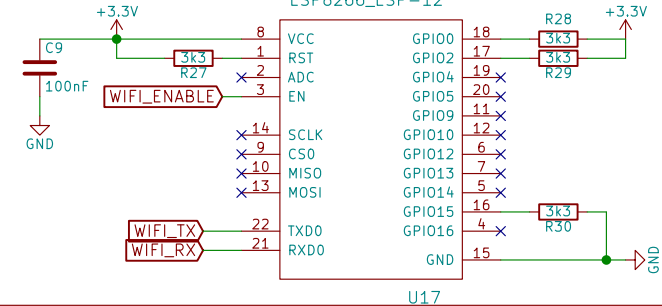 ESP8266_ESP-12
+3.3V
R28
+3.3V
C9
8 VCC GPIO0 18 3k3
1 RST GPIO2 17 3k3
3k3
R27
R29
100nF
2 ADC GPIO4 19
WIFI_ENABLE 3 EN GPIO5 20
GPIO9 11
GND
14 SCLK GPIO10 12
9 CS0 GPIO12 6
10 MISO GPIO13 7
13 MOSI GPIO14 5
GPIO15 16 3k3
R30
WIFI_TX 22 TXD0 GPIO16 4
WIFI_RX 21 RXD0
GND 15
GND
U17